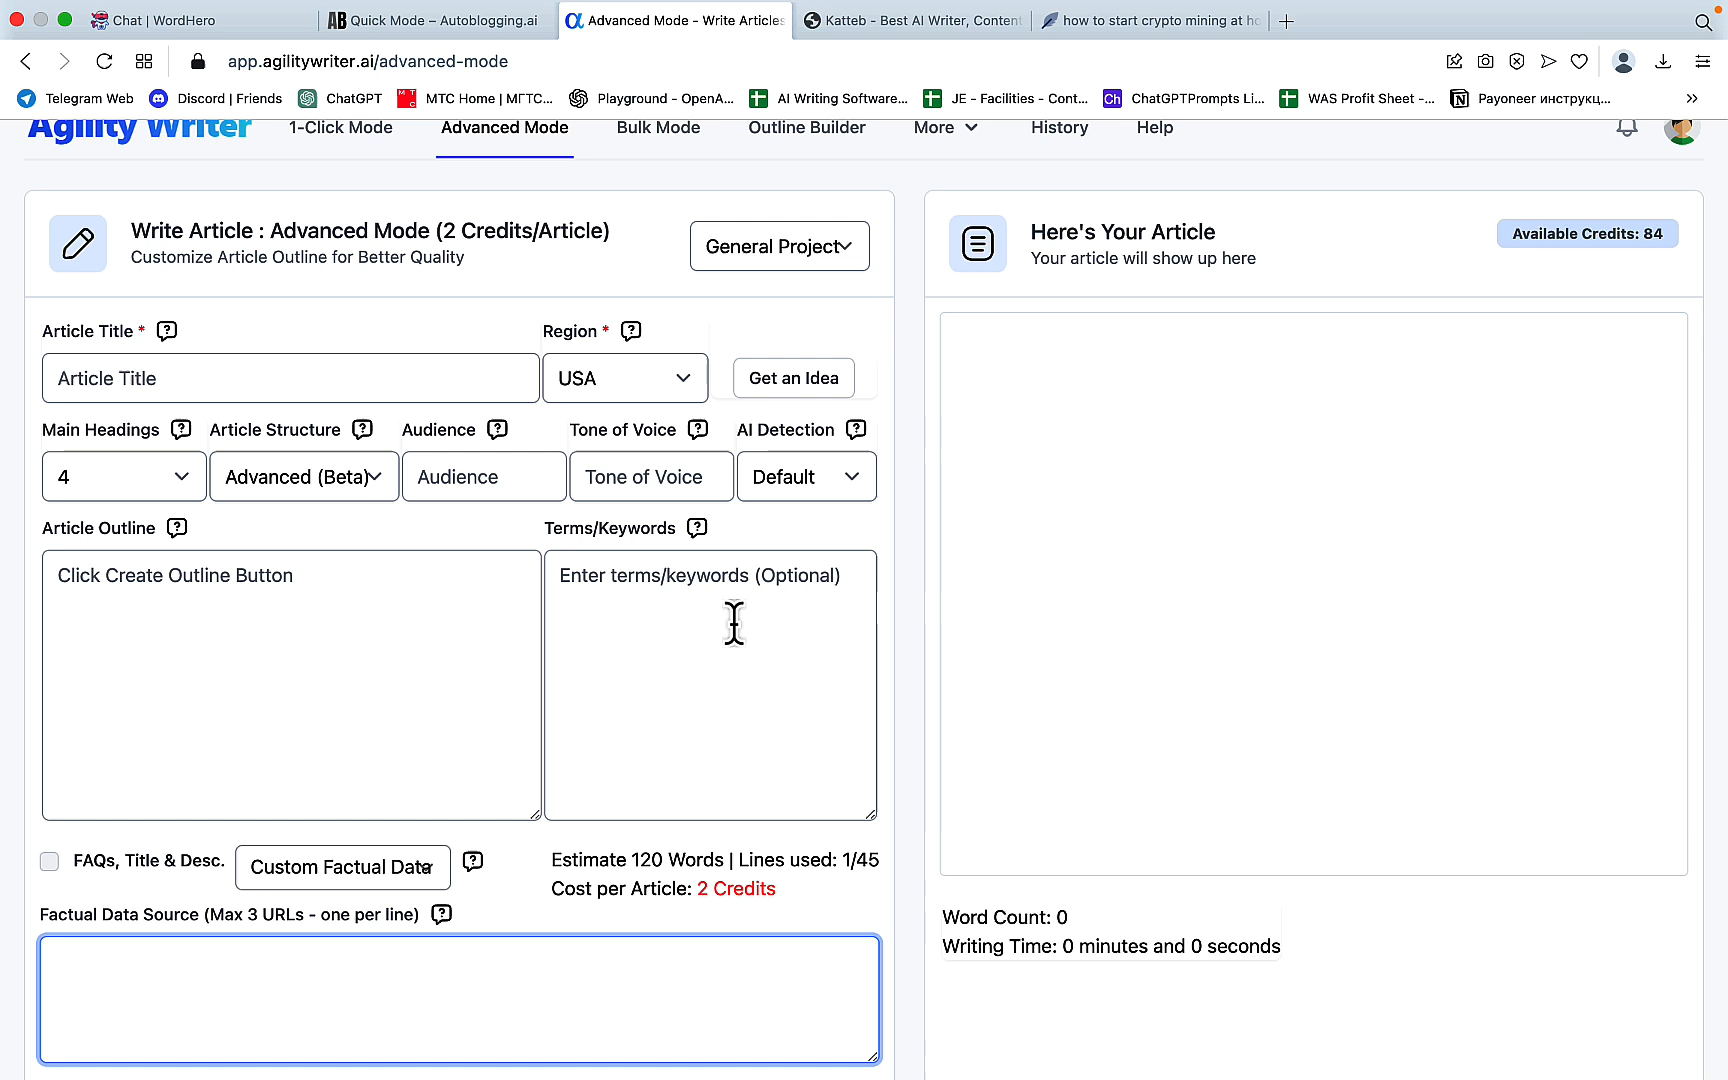 Chat | WordHero
AB Quick Mode – Autoblogging.ai
Advanced Mode - Write Articles
Katteb - Best AI Writer, Content
how to start crypto mining at ho
app.agilitywriter.ai/advanced-mode
Telegram Web
Discord | Friends
ChatGPT
МТС Home | МГТС...
Playground - OpenA...
AI Writing Software...
JE - Facilities - Cont...
Ch ChatGPTPrompts Li...
WAS Profit Sheet -...
Payoneer инструкц...
Agility Writer
1-Click Mode
Advanced Mode
Bulk Mode
Outline Builder
More
History
Help
Write Article : Advanced Mode (2 Credits/Article)
Customize Article Outline for Better Quality
General Project
Article Title *
Region *
Article Title
USA
Get an Idea
Main Headings
Article Structure
Audience
Tone of Voice
AI Detection
4
Advanced (Beta)
Audience
Tone of Voice
Default
Article Outline
Terms/Keywords
Click Create Outline Button
Enter terms/keywords (Optional)
FAQs, Title & Desc.
Custom Factual Data
Estimate 120 Words | Lines used: 1/45
Cost per Article: 2 Credits
Factual Data Source (Max 3 URLs - one per line)
Here's Your Article
Your article will show up here
Available Credits: 84
Word Count: 0
Writing Time: 0 minutes and 0 seconds